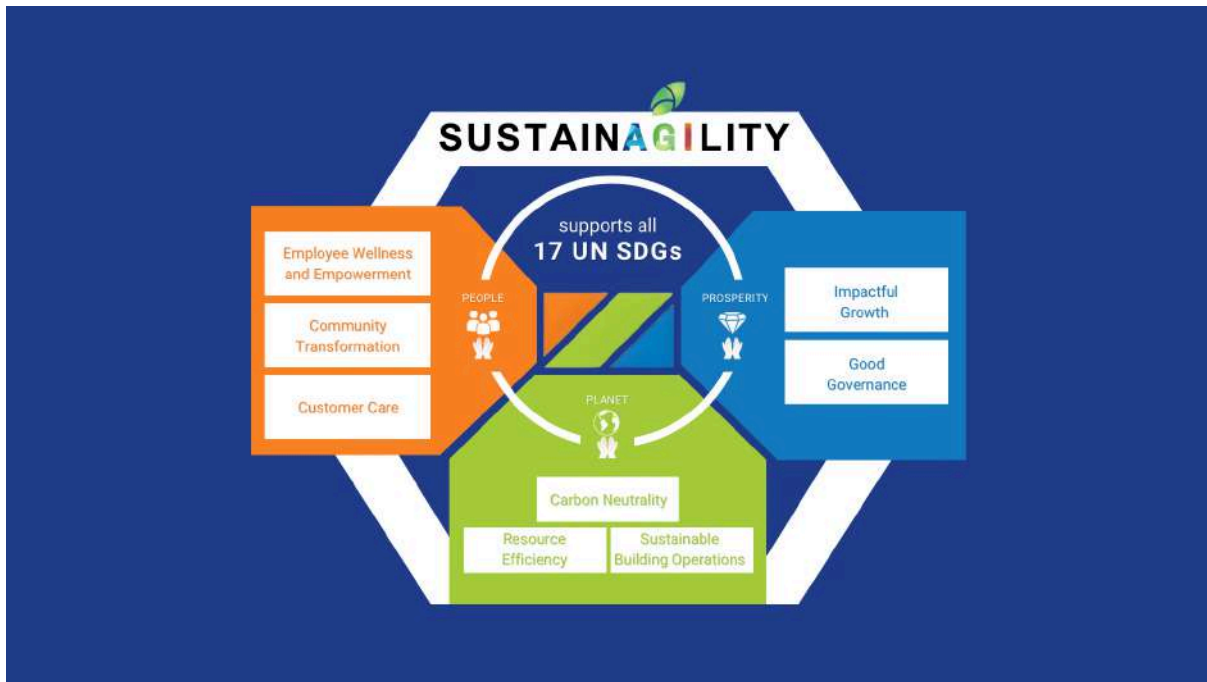 SUSTAINAGILITY
supports all
17 UN SDGs
PEOPLE
Employee Wellness
and Empowerment
Community
Transformation
Customer Care
PROSPERITY
Impactful
Growth
Good
Governance
PLANET
Carbon Neutrality
Resource
Efficiency
Sustainable
Building Operations